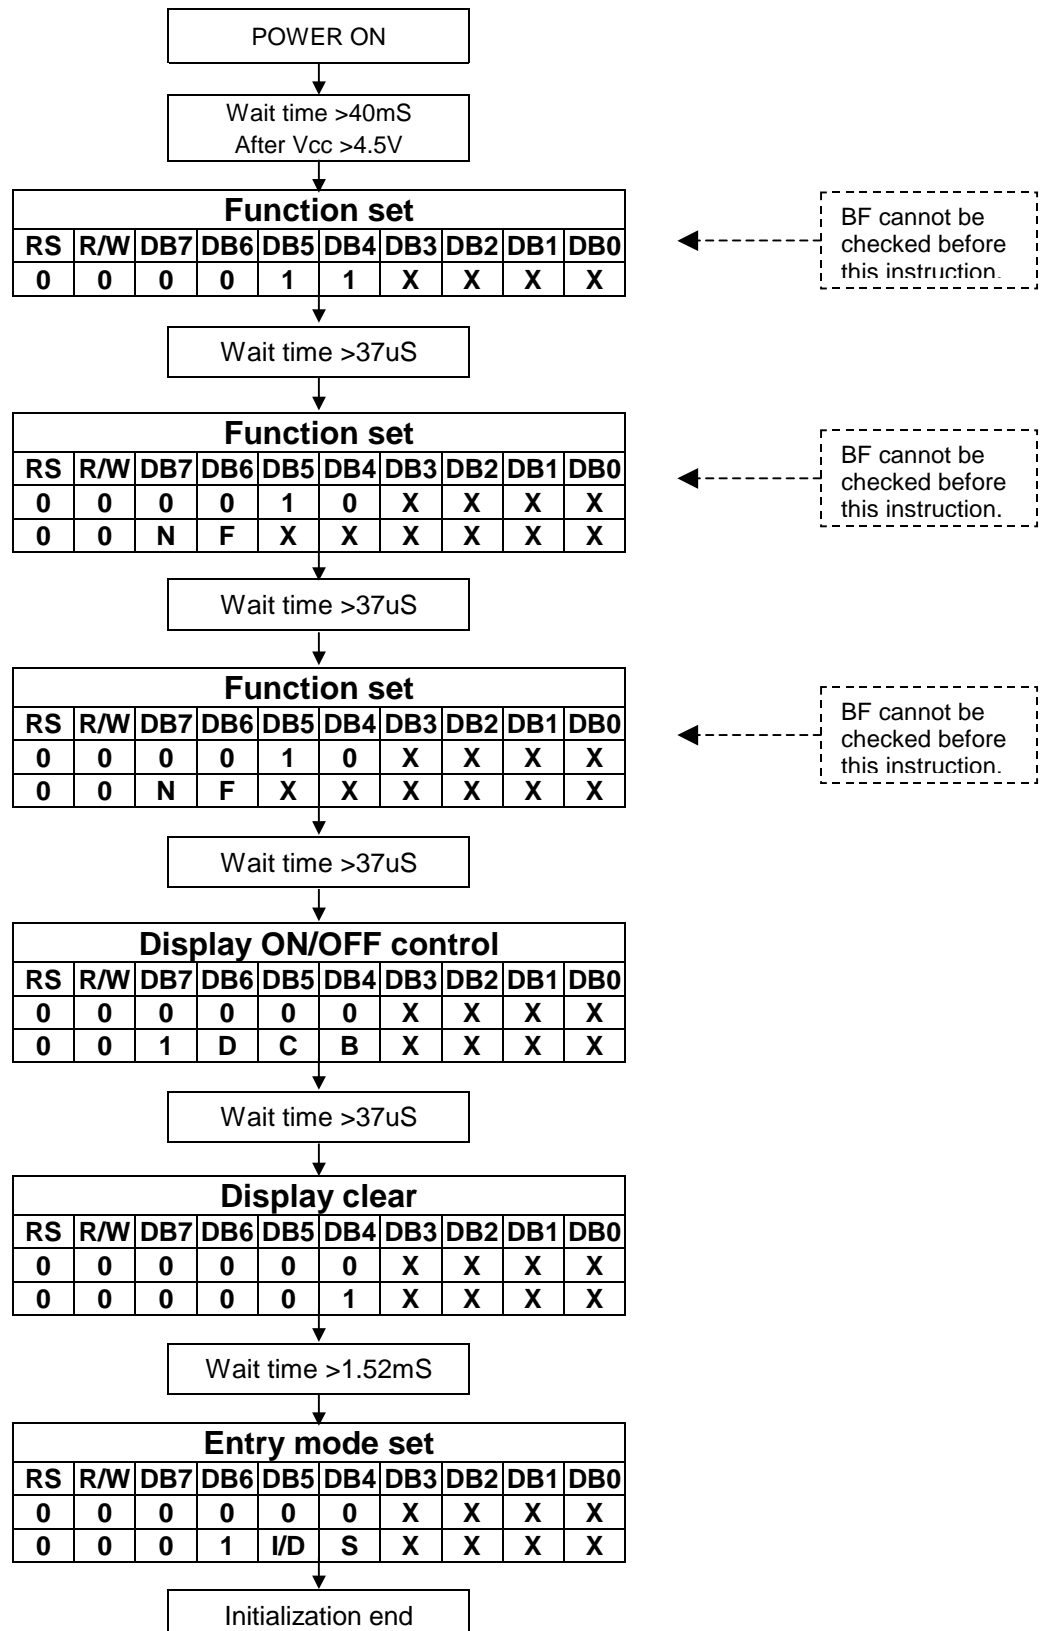 POWER ON
Wait time >40mS
After Vcc >4.5V
Function set
RS R/W DB7 DB6 DB5 DB4 DB3 DB2 DB1 DB0
0 0 0 0 1 1 X X X X
BF cannot be
checked before
this instruction.
Wait time >37uS
Function set
RS R/W DB7 DB6 DB5 DB4 DB3 DB2 DB1 DB0
0 0 0 0 1 0 X X X X
0 0 N F X X X X X X
BF cannot be
checked before
this instruction.
Wait time >37uS
Function set
RS R/W DB7 DB6 DB5 DB4 DB3 DB2 DB1 DB0
0 0 0 0 1 0 X X X X
0 0 N F X X X X X X
BF cannot be
checked before
this instruction.
Wait time >37uS
Display ON/OFF control
RS R/W DB7 DB6 DB5 DB4 DB3 DB2 DB1 DB0
0 0 0 0 0 0 X X X X
0 0 1 D C B X X X X
Wait time >37uS
Display clear
RS R/W DB7 DB6 DB5 DB4 DB3 DB2 DB1 DB0
0 0 0 0 0 0 X X X X
0 0 0 0 0 1 X X X X
Wait time >1.52mS
Entry mode set
RS R/W DB7 DB6 DB5 DB4 DB3 DB2 DB1 DB0
0 0 0 0 0 0 X X X X
0 0 0 1 I/D S X X X X
Initialization end